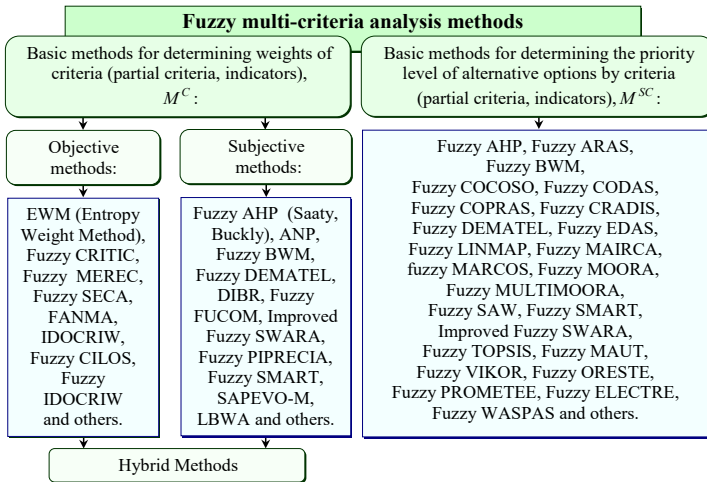 Fuzzy multi-criteria analysis methods
Basic methods for determining weights of
criteria (partial criteria, indicators),
M^C :
Basic methods for determining the priority
level of alternative options by criteria
(partial criteria, indicators), M^SC :
Objective
methods:
Subjective
methods:
EWM (Entropy
Weight Method),
Fuzzy CRITIC,
Fuzzy MEREC,
Fuzzy SECA,
FANMA,
IDOCRIW,
Fuzzy CILOS,
Fuzzy
IDOCRIW
and others.
Fuzzy AHP (Saaty,
Buckly), ANP,
Fuzzy BWM,
Fuzzy DEMATEL,
DIBR, Fuzzy
FUCOM, Improved
Fuzzy SWARA,
Fuzzy PIPRECIA,
Fuzzy SMART,
SAPEVO-M,
LBWA and others.
Fuzzy AHP, Fuzzy ARAS,
Fuzzy BWM,
Fuzzy COCOSO, Fuzzy CODAS,
Fuzzy COPRAS, Fuzzy CRADIS,
Fuzzy DEMATEL, Fuzzy EDAS,
Fuzzy LINMAP, Fuzzy MAIRCA,
fuzzy MARCOS, Fuzzy MOORA,
Fuzzy MULTIMOORA,
Fuzzy SAW, Fuzzy SMART,
Improved Fuzzy SWARA,
Fuzzy TOPSIS, Fuzzy MAUT,
Fuzzy VIKOR, Fuzzy ORESTE,
Fuzzy PROMETEE, Fuzzy ELECTRE,
Fuzzy WASPAS and others.
Hybrid Methods